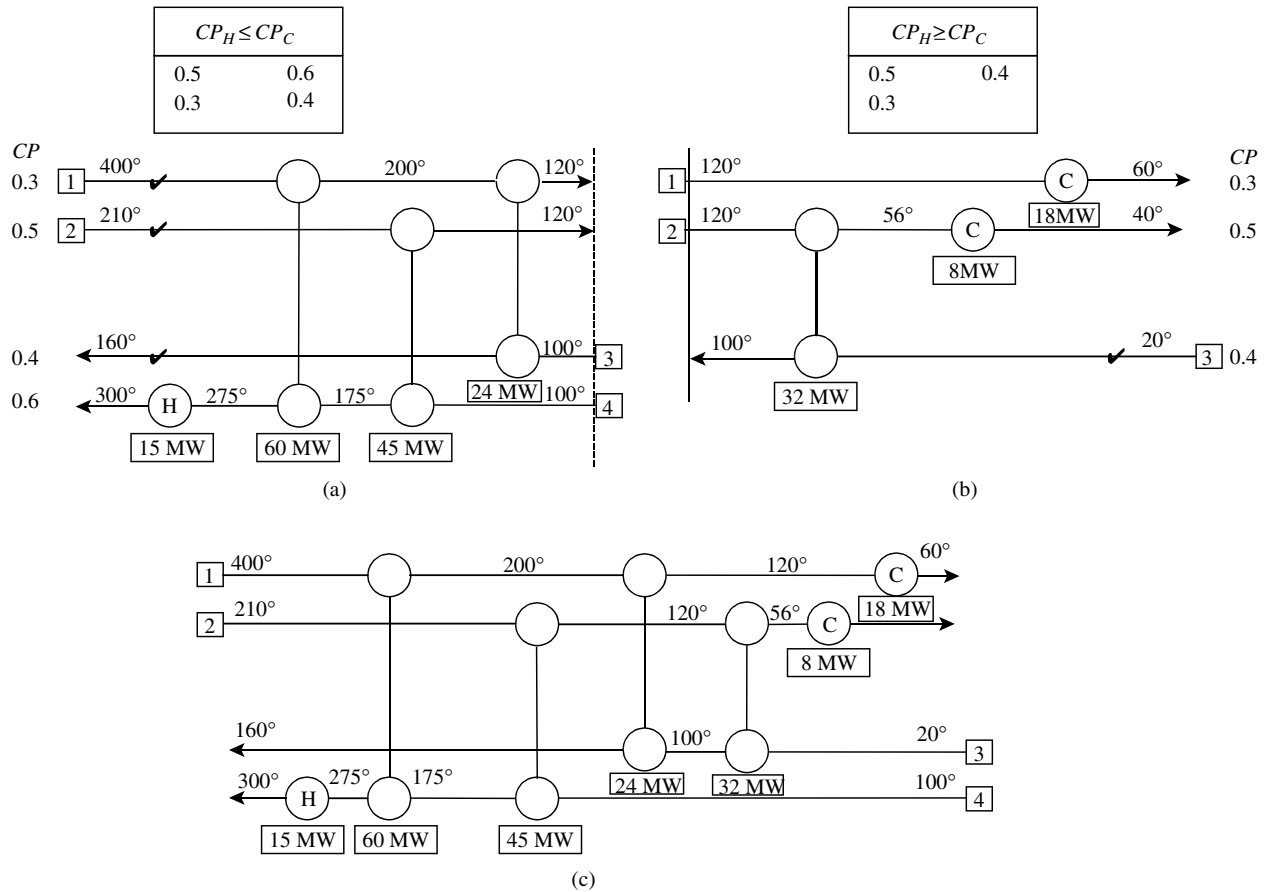 CP_H ≤ CP_C
0.5 0.6
0.3 0.4
CP
0.3 1 400° 200° 120°
0.5 2 210° 120°
0.4 160° 100° 3
24 MW
0.6 300° H 275° 175° 100° 4
15 MW 60 MW 45 MW
(a)
CP_H ≥ CP_C
0.5 0.4
0.3
CP
1 120° C 60° 0.3
18MW
2 120° 56° C 40° 0.5
8MW
100° 20° 3 0.4
32 MW
(b)
1 400° 200° 120° C 60°
18 MW
2 210° 120° 56° C
8 MW
160° 100° 20° 3
24 MW 32 MW
300° H 275° 175° 100° 4
15 MW 60 MW 45 MW
(c)